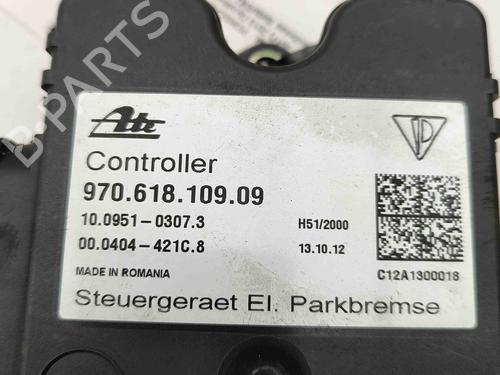 Ate
Controller
970.618.109.09
10.0951-0307.3
H51/2000
00.0404-421C.8
13.10.12
MADE IN ROMANIA
C12A1300018
Steuergeraet El. Parkbremse
B-PARTS